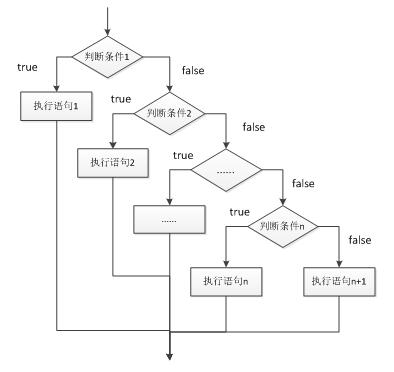 判断条件1
true
false
执行语句1
true
判断条件2
false
执行语句2
true
......
false
......
true
判断条件n
false
执行语句n
执行语句n+1